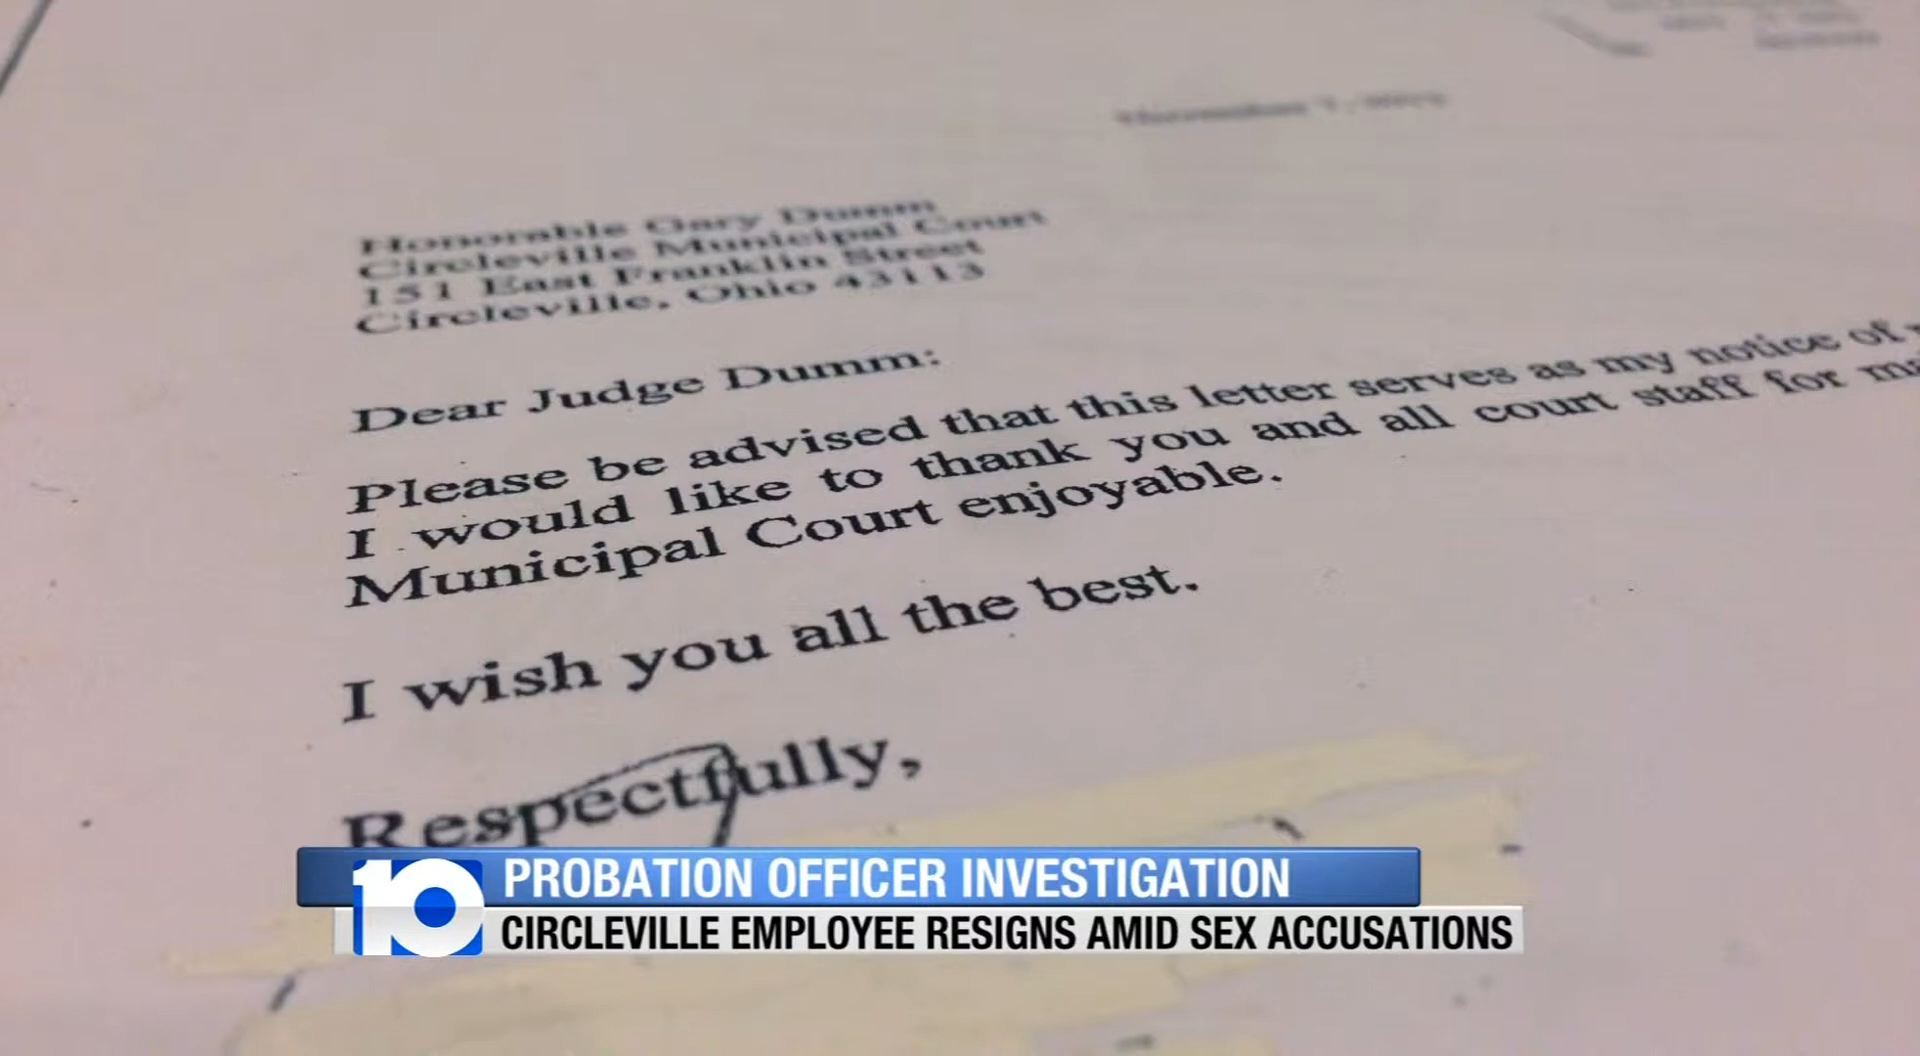 Honorable Gary Dumm
Circleville Municipal Court
151 East Franklin Street
Circleville, Ohio 43113
Dear Judge Dumm:
Please be advised that this letter serves as my notice of
I would like to thank you and all court staff for
Municipal Court enjoyable.
I wish you all the best.
Respectfully,
10
PROBATION OFFICER INVESTIGATION
CIRCLEVILLE EMPLOYEE RESIGNS AMID SEX ACCUSATIONS